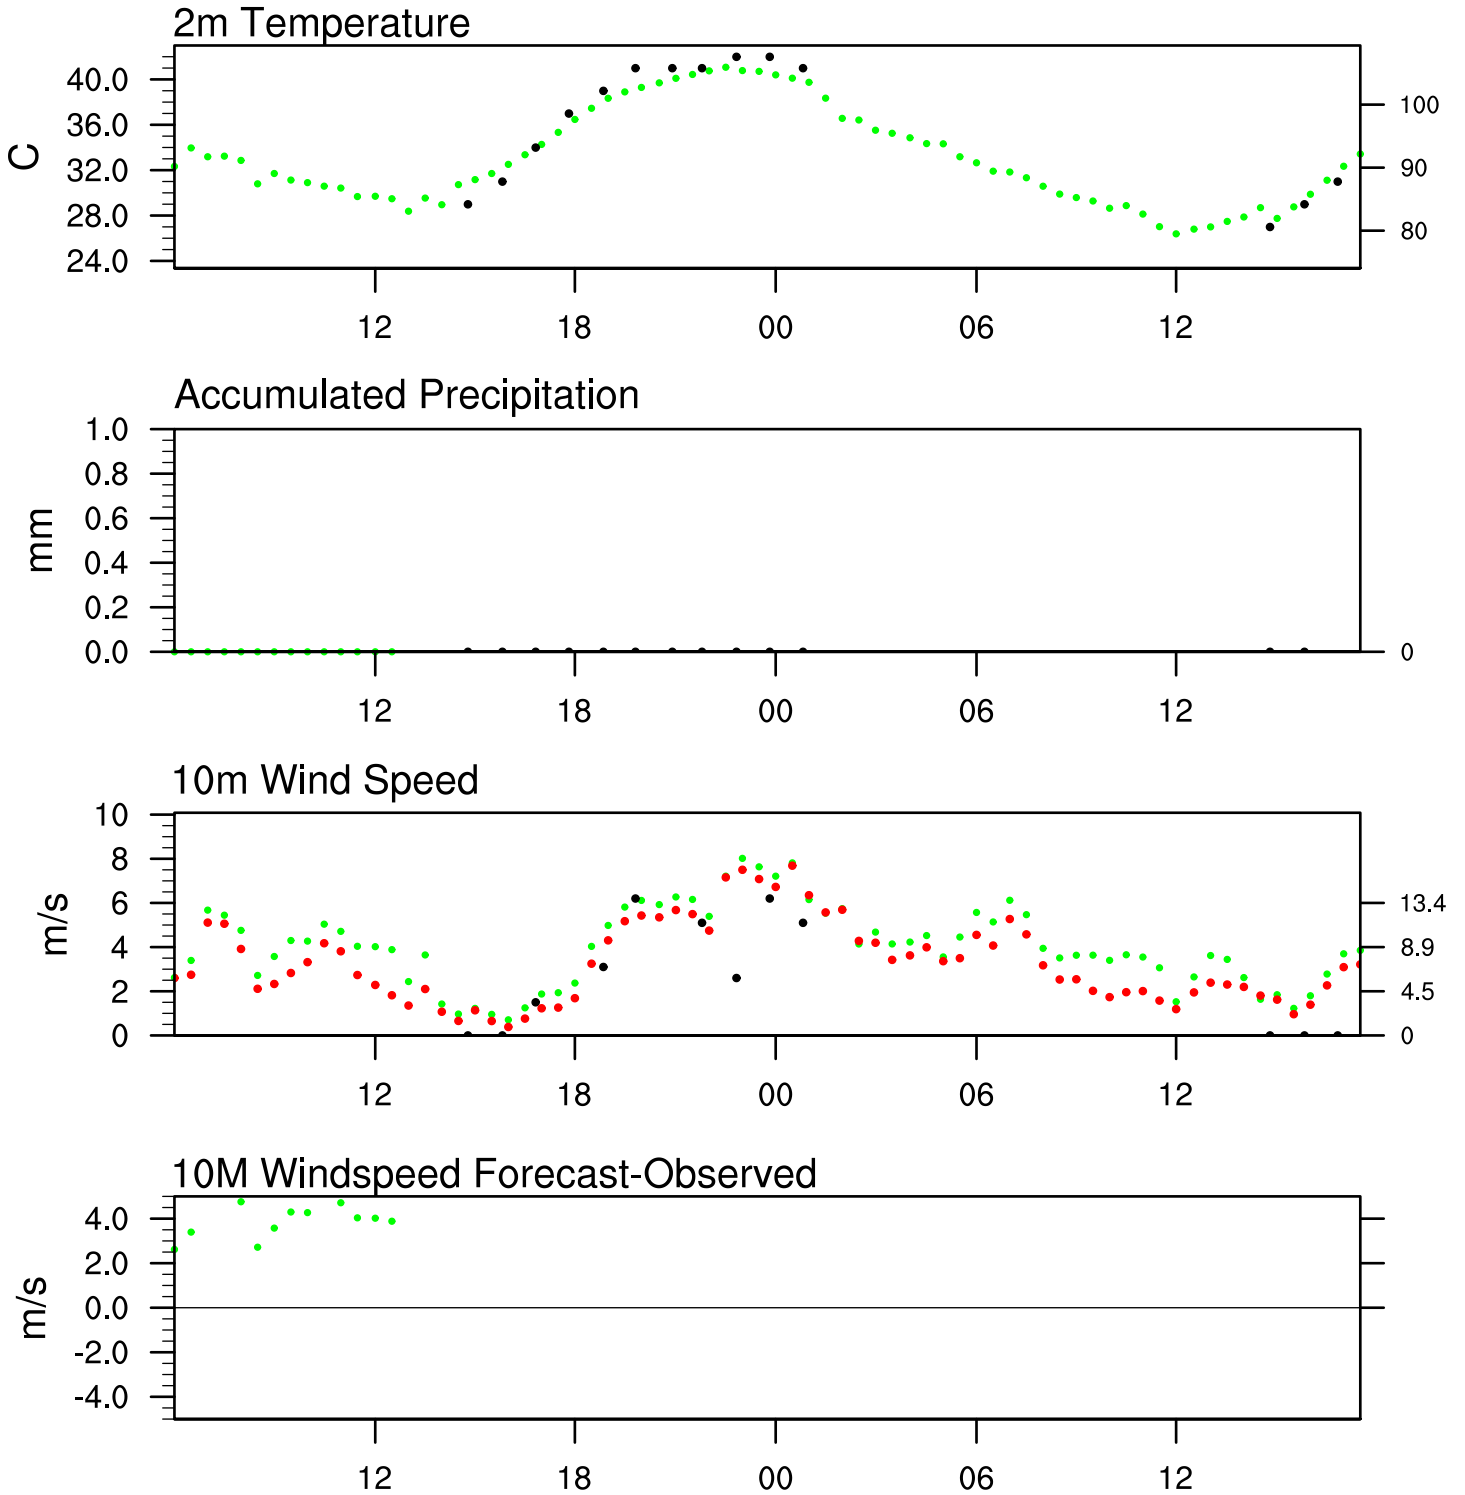 2m Temperature
C
40.0
36.0
32.0
28.0
24.0
100
90
80
12 18 00 06 12
Accumulated Precipitation
mm
1.0
0.8
0.6
0.4
0.2
0.0
0
12 18 00 06 12
10m Wind Speed
m/s
10
8
6
4
2
0
13.4
8.9
4.5
0
12 18 00 06 12
10M Windspeed Forecast-Observed
m/s
4.0
2.0
0.0
-2.0
-4.0
12 18 00 06 12